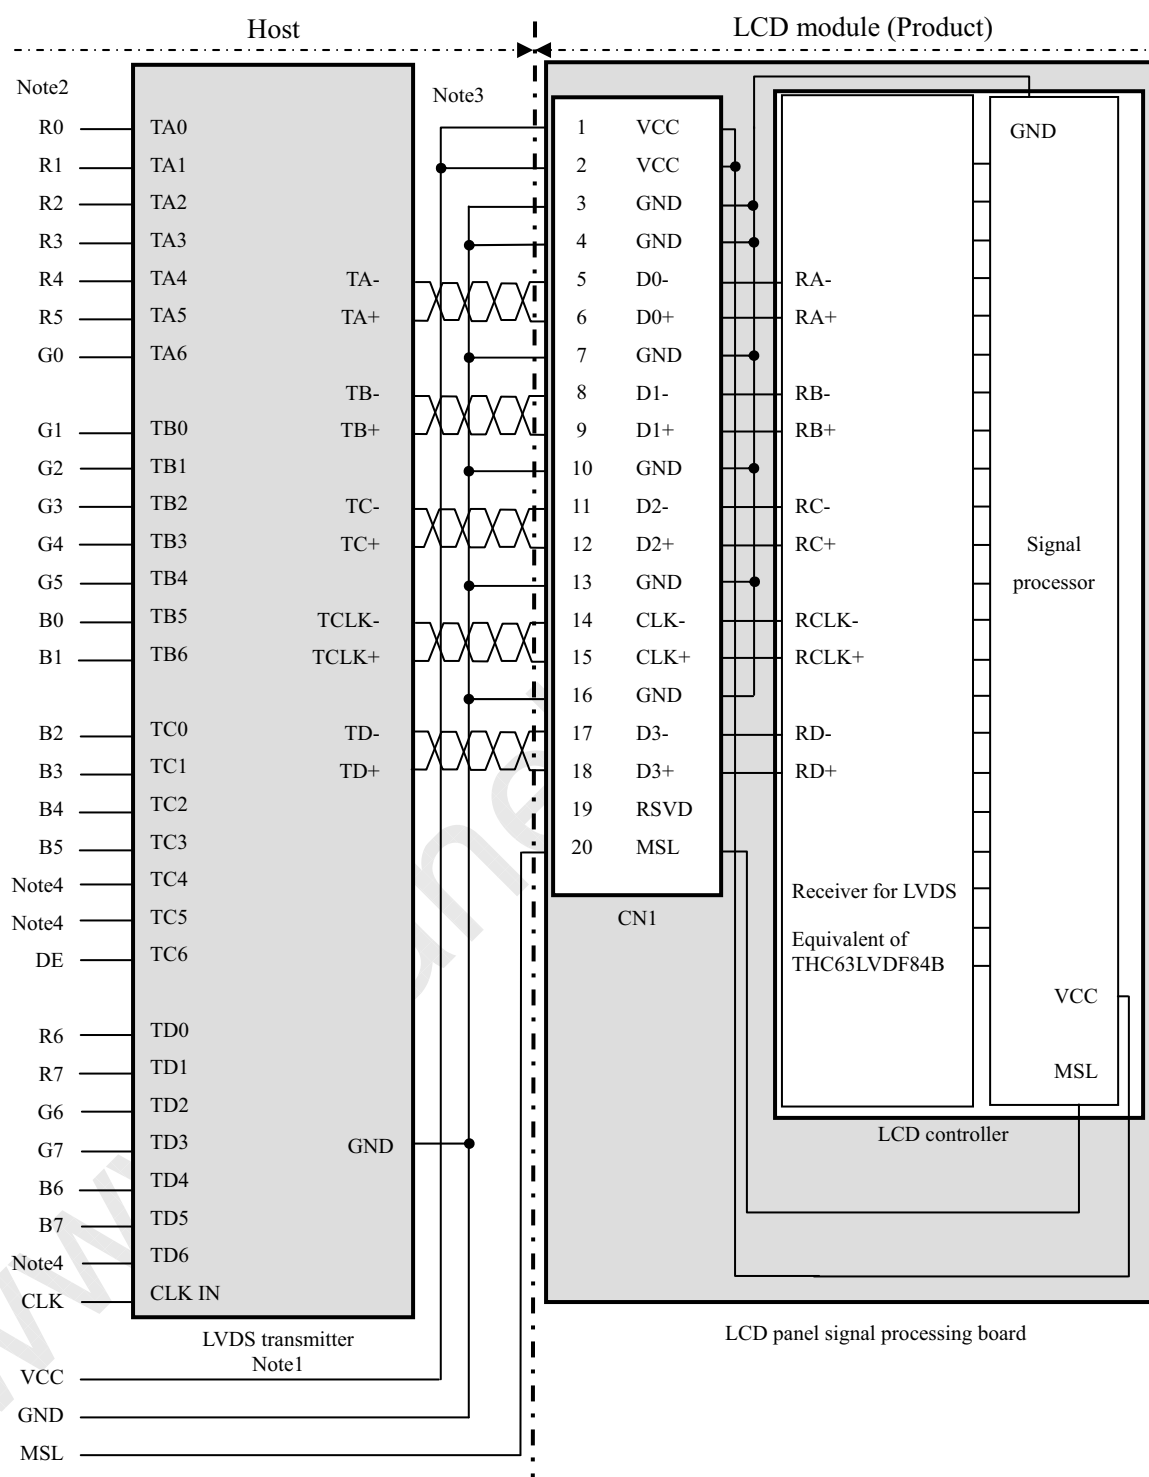 Host LCD module (Product)
Note2
Note3
R0 TA0 1 VCC GND
R1 TA1 2 VCC
R2 TA2 3 GND
R3 TA3 4 GND
R4 TA4 TA- 5 D0- RA-
R5 TA5 TA+ 6 D0+ RA+
G0 TA6 7 GND
TB- 8 D1- RB-
G1 TB0 TB+ 9 D1+ RB+
G2 TB1 10 GND
G3 TB2 TC- 11 D2- RC-
G4 TB3 TC+ 12 D2+ RC+ Signal
G5 TB4 13 GND processor
B0 TB5 TCLK- 14 CLK- RCLK-
B1 TB6 TCLK+ 15 CLK+ RCLK+
16 GND
B2 TC0 TD- 17 D3- RD-
B3 TC1 TD+ 18 D3+ RD+
B4 TC2 19 RSVD
B5 TC3 20 MSL
Note4 TC4 Receiver for LVDS
Note4 TC5 CN1
Equivalent of
DE TC6 THC63LVDF84B
VCC
R6 TD0
R7 TD1 MSL
G6 TD2
LCD controller
G7 TD3 GND
B6 TD4
B7 TD5
Note4 TD6
CLK CLK IN
LVDS transmitter LCD panel signal processing board
Note1
VCC
GND
MSL